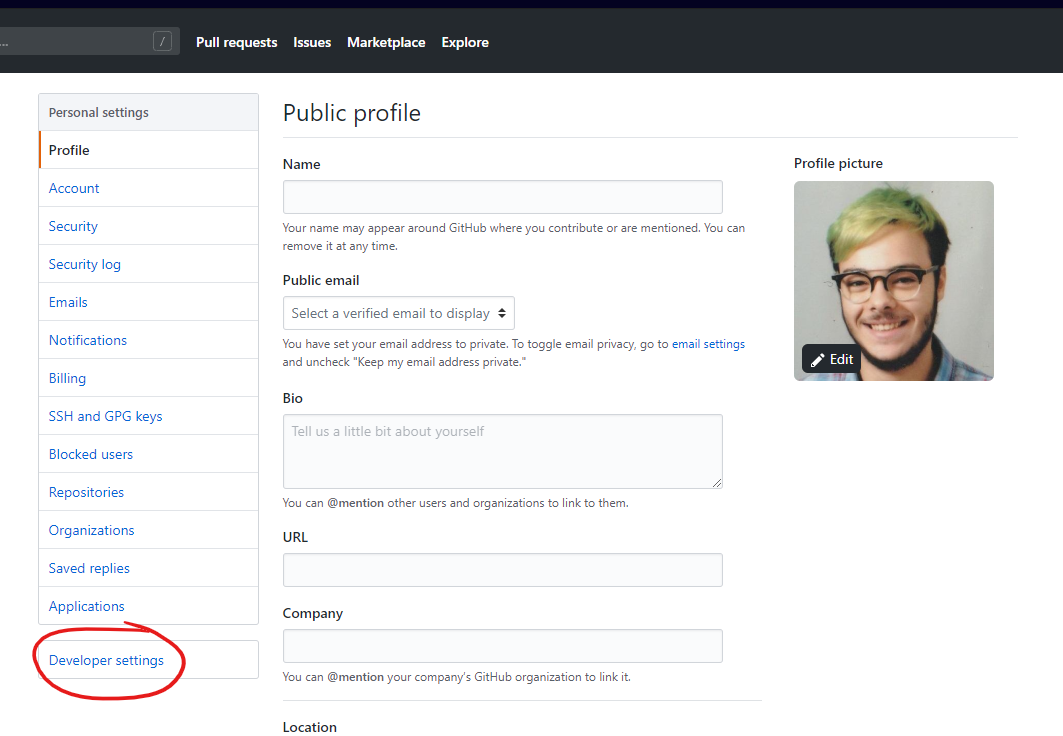 ... /
Pull requests Issues Marketplace Explore
Personal settings
Profile
Account
Security
Security log
Emails
Notifications
Billing
SSH and GPG keys
Blocked users
Repositories
Organizations
Saved replies
Applications
Developer settings
Public profile
Name
Your name may appear around GitHub where you contribute or are mentioned. You can
remove it at any time.
Public email
Select a verified email to display
You have set your email address to private. To toggle email privacy, go to email settings
and uncheck "Keep my email address private."
Bio
Tell us a little bit about yourself
You can @mention other users and organizations to link to them.
URL
Company
You can @mention your company's GitHub organization to link it.
Location
Profile picture
Edit